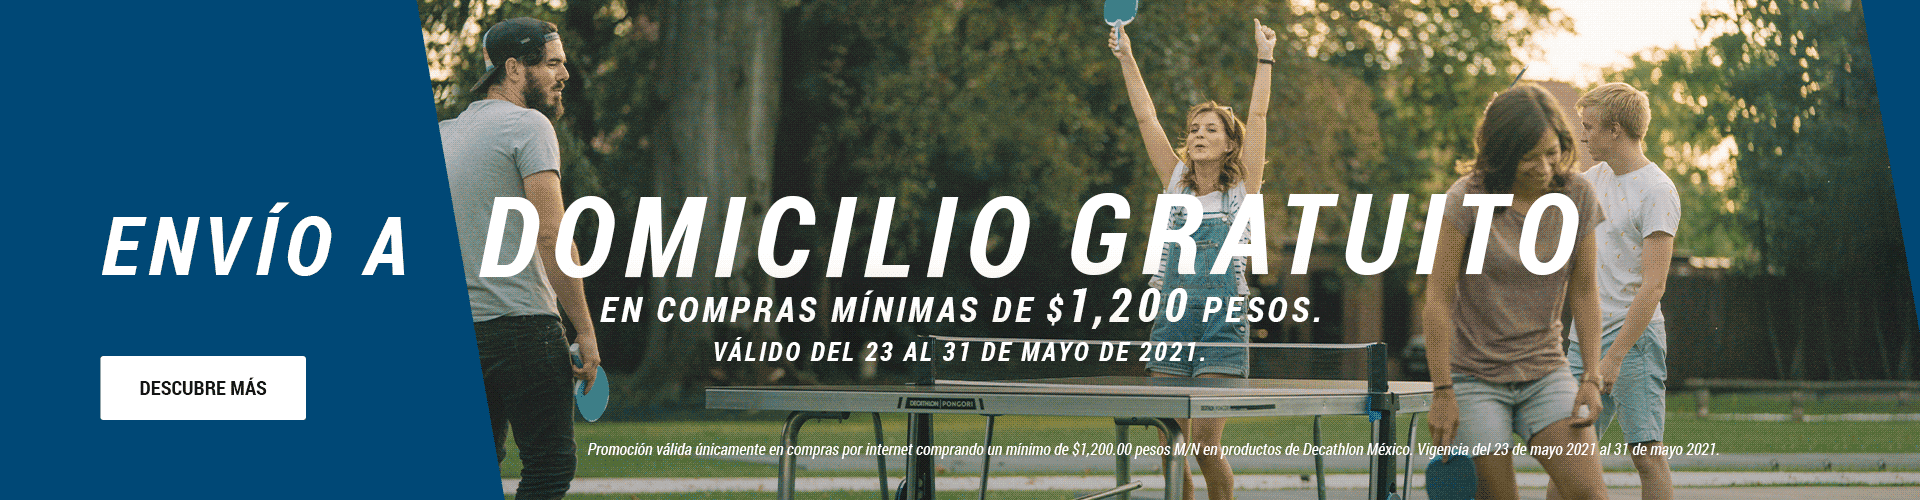 ENVÍO A DOMICILIO GRATUITO
EN COMPRAS MÍNIMAS DE $1,200 PESOS.
VÁLIDO DEL 23 AL 31 DE MAYO DE 2021.
DESCUBRE MÁS
DECATHLON | PONGORI
Promoción válida únicamente en compras por internet comprando un mínimo de $1,200.00 pesos M/N en productos de Decathlon México. Vigencia del 23 de mayo 2021 al 31 de mayo 2021.